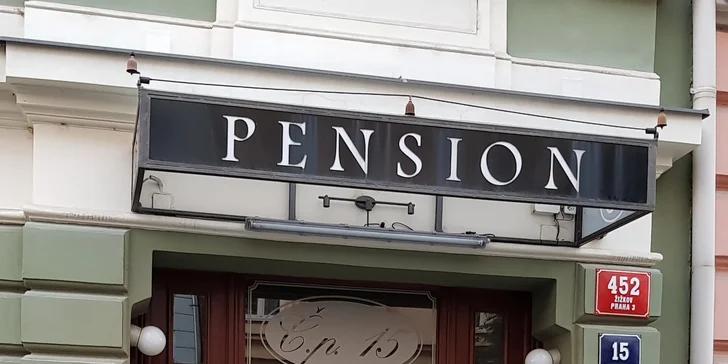 PENSION
452
ŽIŽKOV
PRAHA 3
15
Č.p. 15